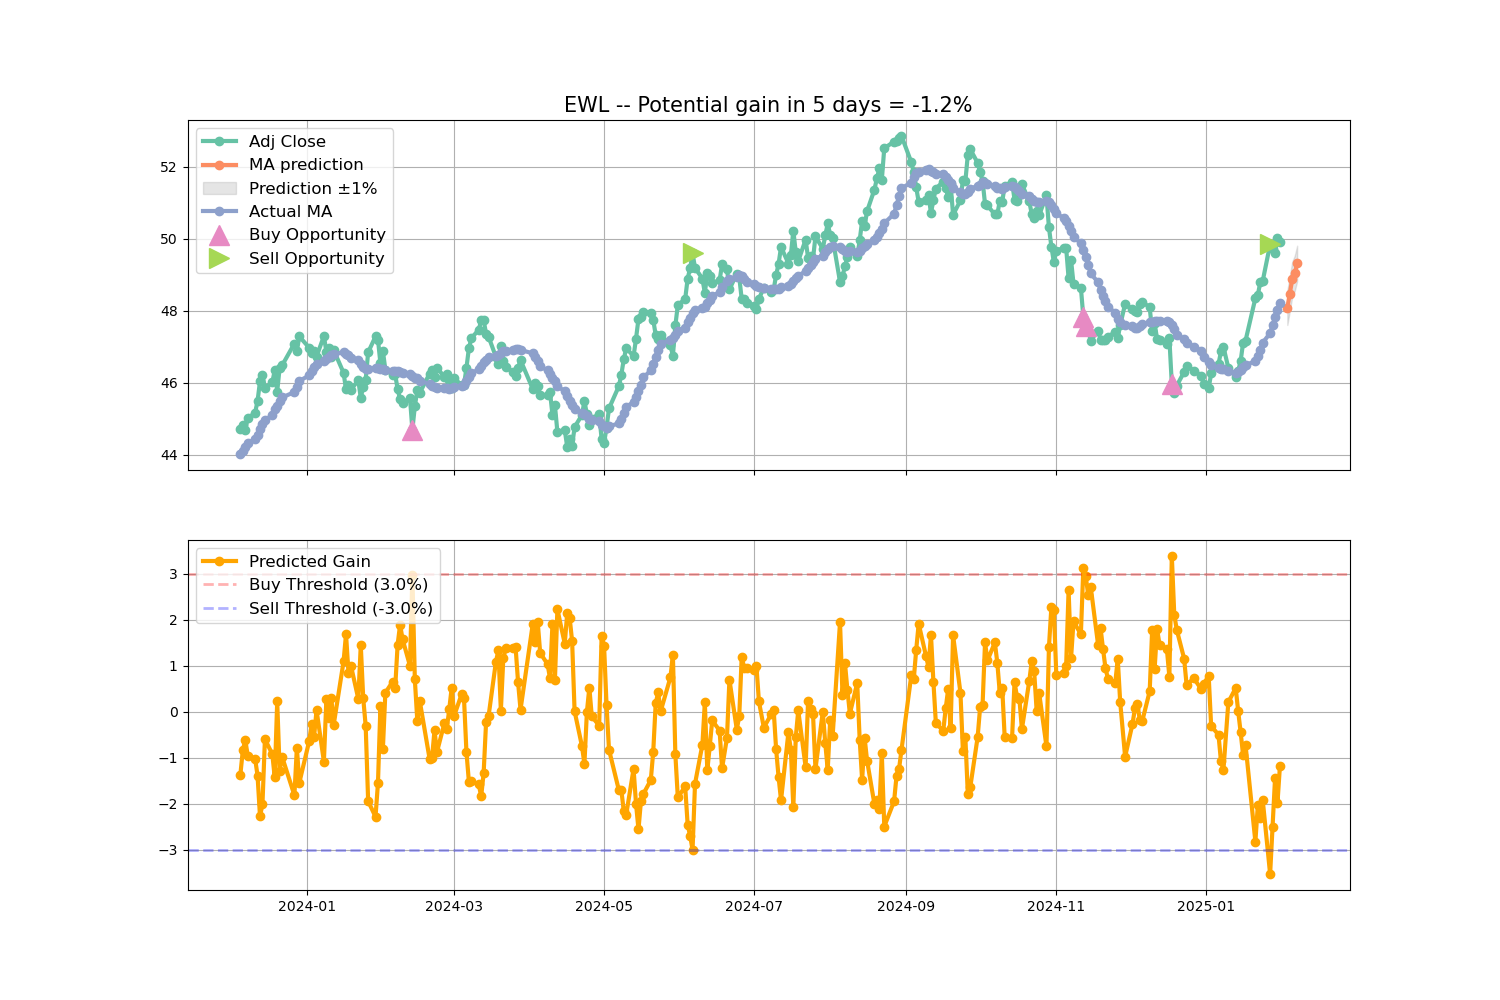 EWL -- Potential gain in 5 days = -1.2%
Adj Close
MA prediction
Prediction ±1%
Actual MA
Buy Opportunity
Sell Opportunity
52
50
48
46
44
Predicted Gain
Buy Threshold (3.0%)
Sell Threshold (-3.0%)
3
2
1
0
−1
−2
−3
2024-01 2024-03 2024-05 2024-07 2024-09 2024-11 2025-01